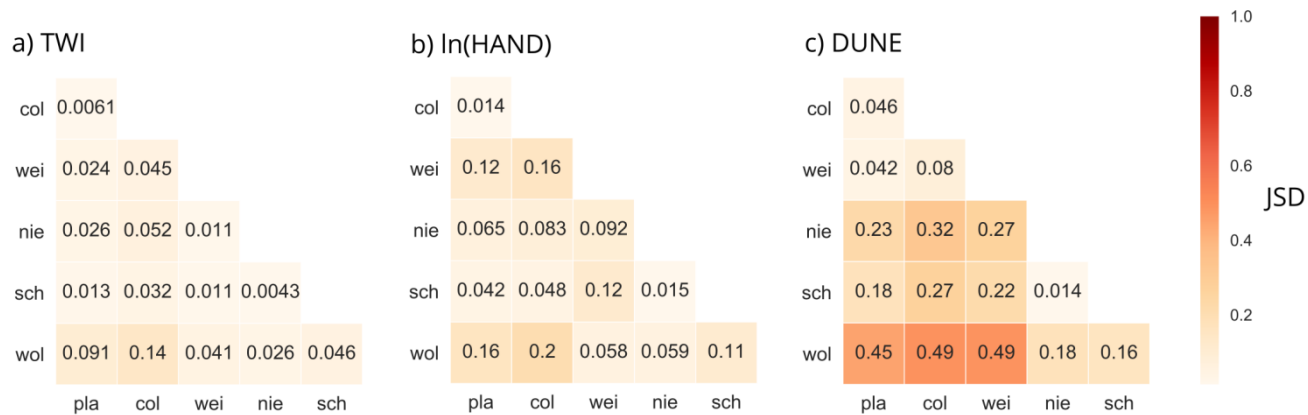 a) TWI
b) ln(HAND)
c) DUNE
col 0.0061
wei 0.024 0.045
nie 0.026 0.052 0.011
sch 0.013 0.032 0.011 0.0043
wol 0.091 0.14 0.041 0.026 0.046
pla col wei nie sch
col 0.014
wei 0.12 0.16
nie 0.065 0.083 0.092
sch 0.042 0.048 0.12 0.015
wol 0.16 0.2 0.058 0.059 0.11
pla col wei nie sch
col 0.046
wei 0.042 0.08
nie 0.23 0.32 0.27
sch 0.18 0.27 0.22 0.014
wol 0.45 0.49 0.49 0.18 0.16
pla col wei nie sch
1.0
0.8
0.6
0.4
0.2
JSD